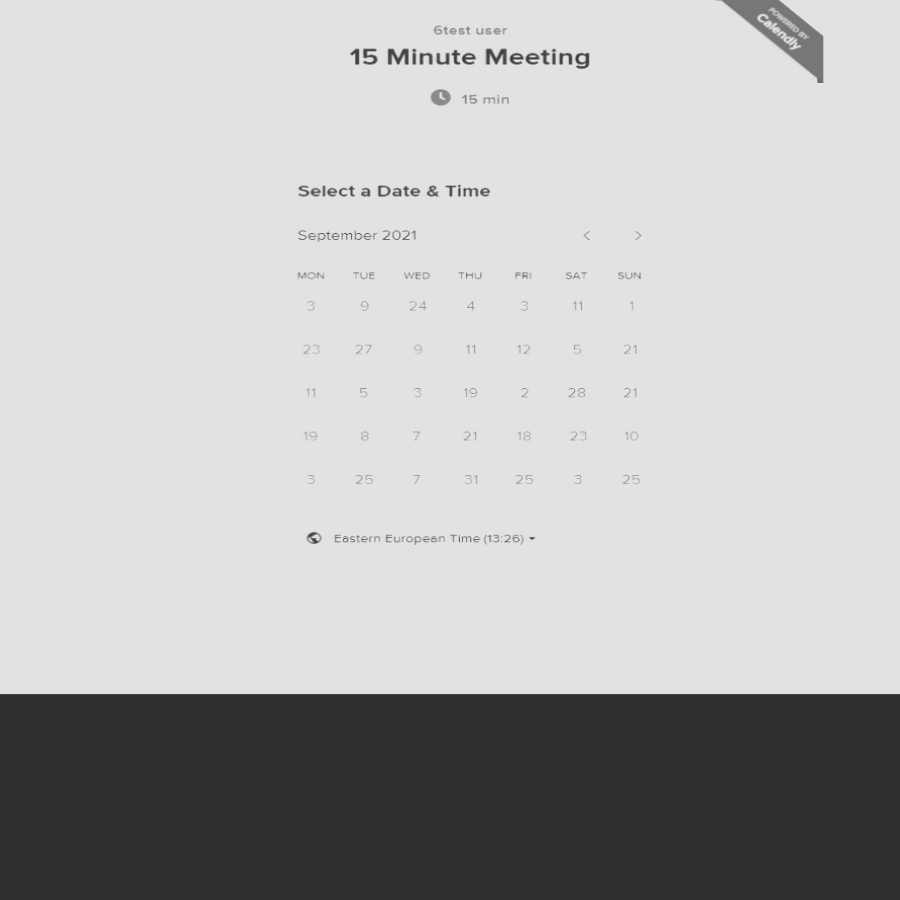 6test user
15 Minute Meeting
15 min
POWERED BY
Calendly
Select a Date & Time
September 2021
MON TUE WED THU FRI SAT SUN
3 9 24 4 3 11 1
23 27 9 11 12 5 21
11 5 3 19 2 28 21
19 8 7 21 18 23 10
3 25 7 31 25 3 25
Eastern European Time (13:26)